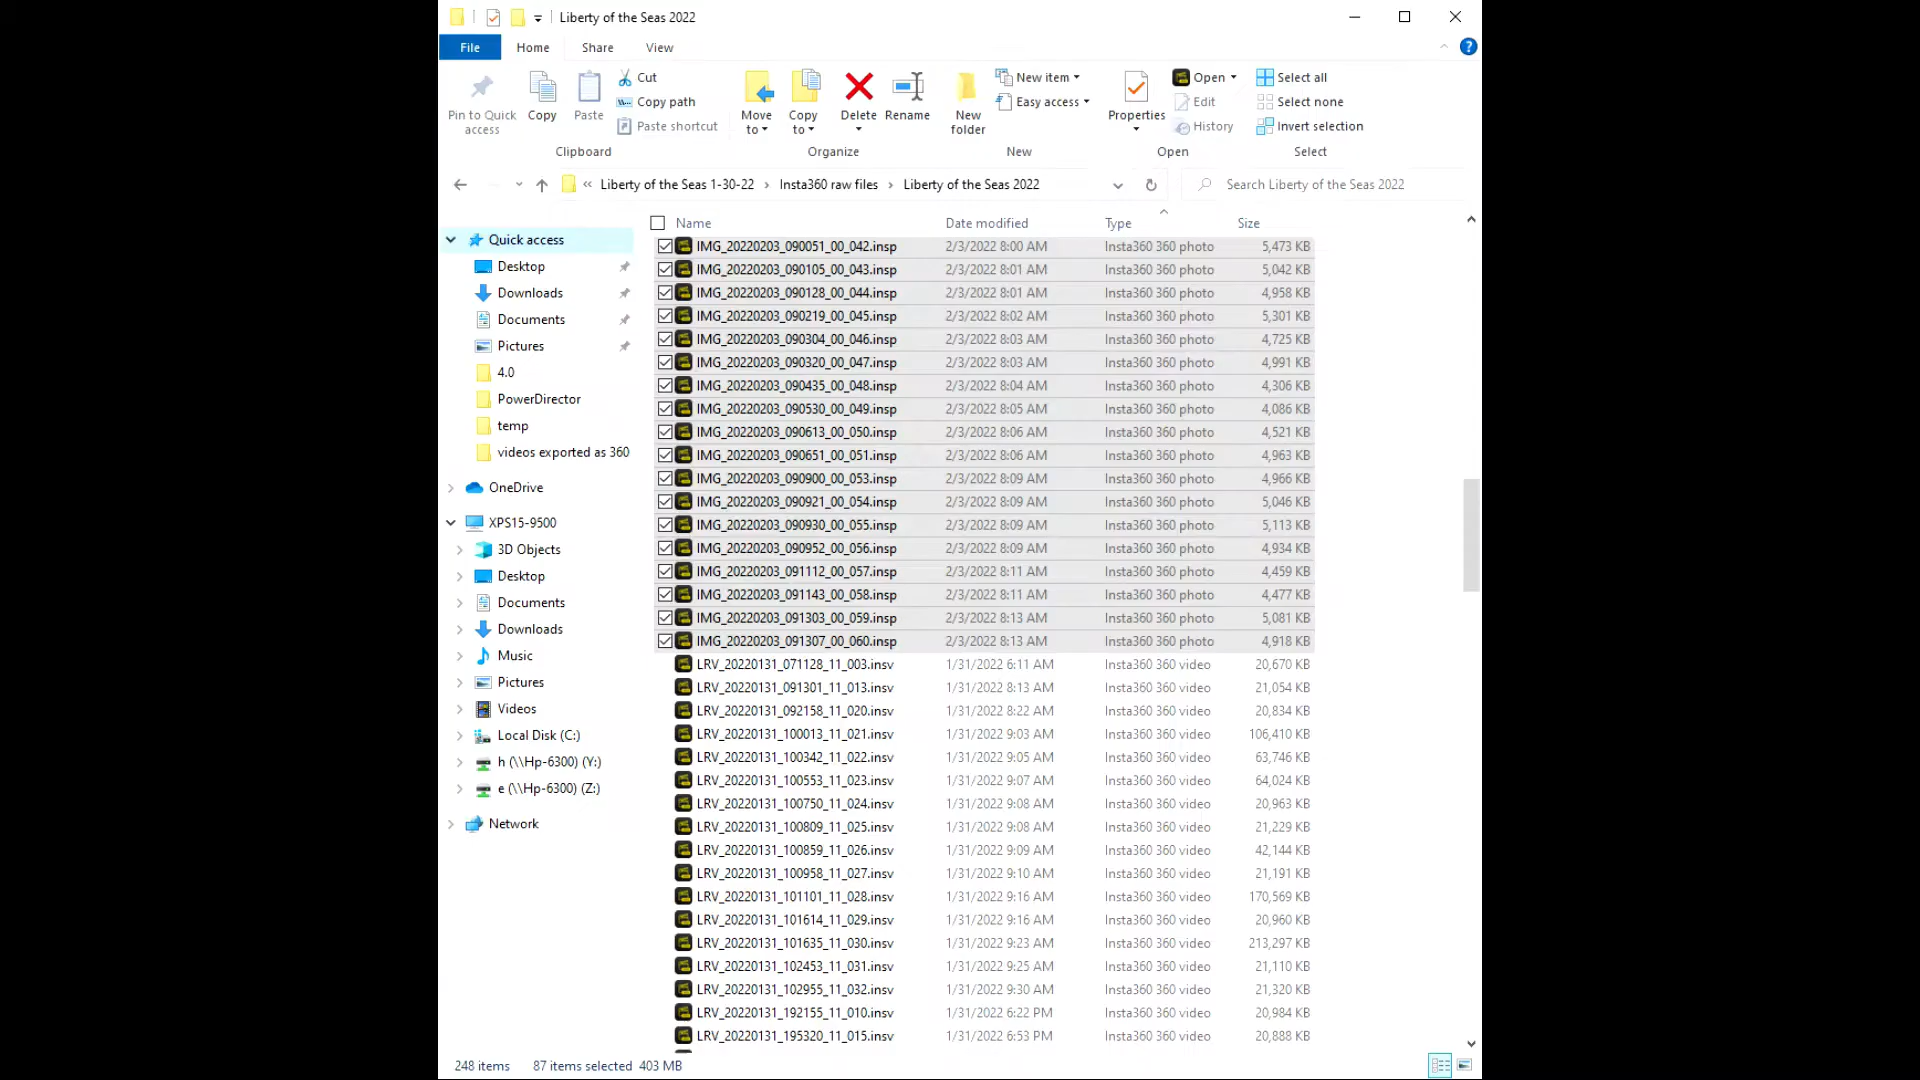 Liberty of the Seas 2022
File Home Share View
Pin to Quick access
Copy
Paste
Cut
Copy path
Paste shortcut
Clipboard
Move to
Copy to
Delete
Rename
Organize
New folder
New item
Easy access
New
Properties
Open
Edit
History
Open
Select all
Select none
Invert selection
Select
« Liberty of the Seas 1-30-22 › Insta360 raw files › Liberty of the Seas 2022
Search Liberty of the Seas 2022
Quick access
Desktop
Downloads
Documents
Pictures
4.0
PowerDirector
temp
videos exported as 360
OneDrive
XPS15-9500
3D Objects
Desktop
Documents
Downloads
Music
Pictures
Videos
Local Disk (C:)
h (\\Hp-6300) (Y:)
e (\\Hp-6300) (Z:)
Network
Name Date modified Type Size
IMG_20220203_090051_00_042.insp 2/3/2022 8:00 AM Insta360 360 photo 5,473 KB
IMG_20220203_090105_00_043.insp 2/3/2022 8:01 AM Insta360 360 photo 5,042 KB
IMG_20220203_090128_00_044.insp 2/3/2022 8:01 AM Insta360 360 photo 4,958 KB
IMG_20220203_090219_00_045.insp 2/3/2022 8:02 AM Insta360 360 photo 5,301 KB
IMG_20220203_090304_00_046.insp 2/3/2022 8:03 AM Insta360 360 photo 4,725 KB
IMG_20220203_090320_00_047.insp 2/3/2022 8:03 AM Insta360 360 photo 4,991 KB
IMG_20220203_090435_00_048.insp 2/3/2022 8:04 AM Insta360 360 photo 4,306 KB
IMG_20220203_090530_00_049.insp 2/3/2022 8:05 AM Insta360 360 photo 4,086 KB
IMG_20220203_090613_00_050.insp 2/3/2022 8:06 AM Insta360 360 photo 4,521 KB
IMG_20220203_090651_00_051.insp 2/3/2022 8:06 AM Insta360 360 photo 4,963 KB
IMG_20220203_090900_00_053.insp 2/3/2022 8:09 AM Insta360 360 photo 4,966 KB
IMG_20220203_090921_00_054.insp 2/3/2022 8:09 AM Insta360 360 photo 5,046 KB
IMG_20220203_090930_00_055.insp 2/3/2022 8:09 AM Insta360 360 photo 5,113 KB
IMG_20220203_090952_00_056.insp 2/3/2022 8:09 AM Insta360 360 photo 4,934 KB
IMG_20220203_091112_00_057.insp 2/3/2022 8:11 AM Insta360 360 photo 4,459 KB
IMG_20220203_091143_00_058.insp 2/3/2022 8:11 AM Insta360 360 photo 4,477 KB
IMG_20220203_091303_00_059.insp 2/3/2022 8:13 AM Insta360 360 photo 5,081 KB
IMG_20220203_091307_00_060.insp 2/3/2022 8:13 AM Insta360 360 photo 4,918 KB
LRV_20220131_071128_11_003.insv 1/31/2022 6:11 AM Insta360 360 video 20,670 KB
LRV_20220131_091301_11_013.insv 1/31/2022 8:13 AM Insta360 360 video 21,054 KB
LRV_20220131_092158_11_020.insv 1/31/2022 8:22 AM Insta360 360 video 20,834 KB
LRV_20220131_100013_11_021.insv 1/31/2022 9:03 AM Insta360 360 video 106,410 KB
LRV_20220131_100342_11_022.insv 1/31/2022 9:05 AM Insta360 360 video 63,746 KB
LRV_20220131_100553_11_023.insv 1/31/2022 9:07 AM Insta360 360 video 64,024 KB
LRV_20220131_100750_11_024.insv 1/31/2022 9:08 AM Insta360 360 video 20,963 KB
LRV_20220131_100809_11_025.insv 1/31/2022 9:08 AM Insta360 360 video 21,229 KB
LRV_20220131_100859_11_026.insv 1/31/2022 9:09 AM Insta360 360 video 42,144 KB
LRV_20220131_100958_11_027.insv 1/31/2022 9:10 AM Insta360 360 video 21,191 KB
LRV_20220131_101101_11_028.insv 1/31/2022 9:16 AM Insta360 360 video 170,569 KB
LRV_20220131_101614_11_029.insv 1/31/2022 9:16 AM Insta360 360 video 20,960 KB
LRV_20220131_101635_11_030.insv 1/31/2022 9:23 AM Insta360 360 video 213,297 KB
LRV_20220131_102453_11_031.insv 1/31/2022 9:25 AM Insta360 360 video 21,110 KB
LRV_20220131_102955_11_032.insv 1/31/2022 9:30 AM Insta360 360 video 21,320 KB
LRV_20220131_192155_11_010.insv 1/31/2022 6:22 PM Insta360 360 video 20,984 KB
LRV_20220131_195320_11_015.insv 1/31/2022 6:53 PM Insta360 360 video 20,888 KB
248 items 87 items selected 403 MB